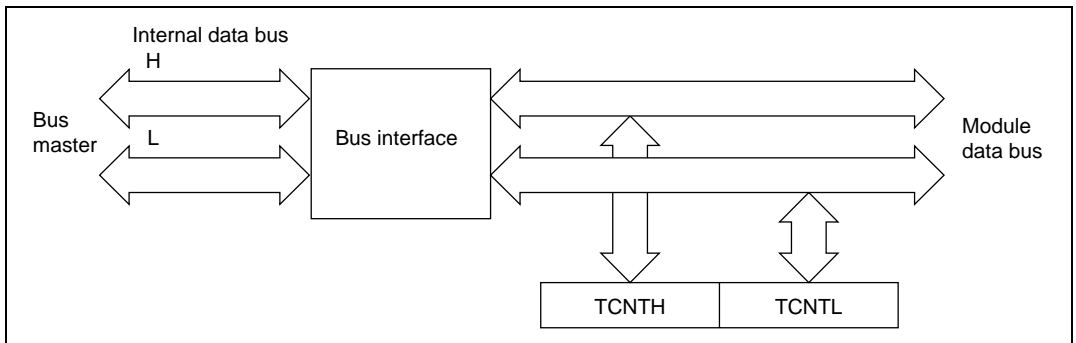 Internal data bus
H
Bus
master
L
Bus interface
Module
data bus
TCNTH
TCNTL